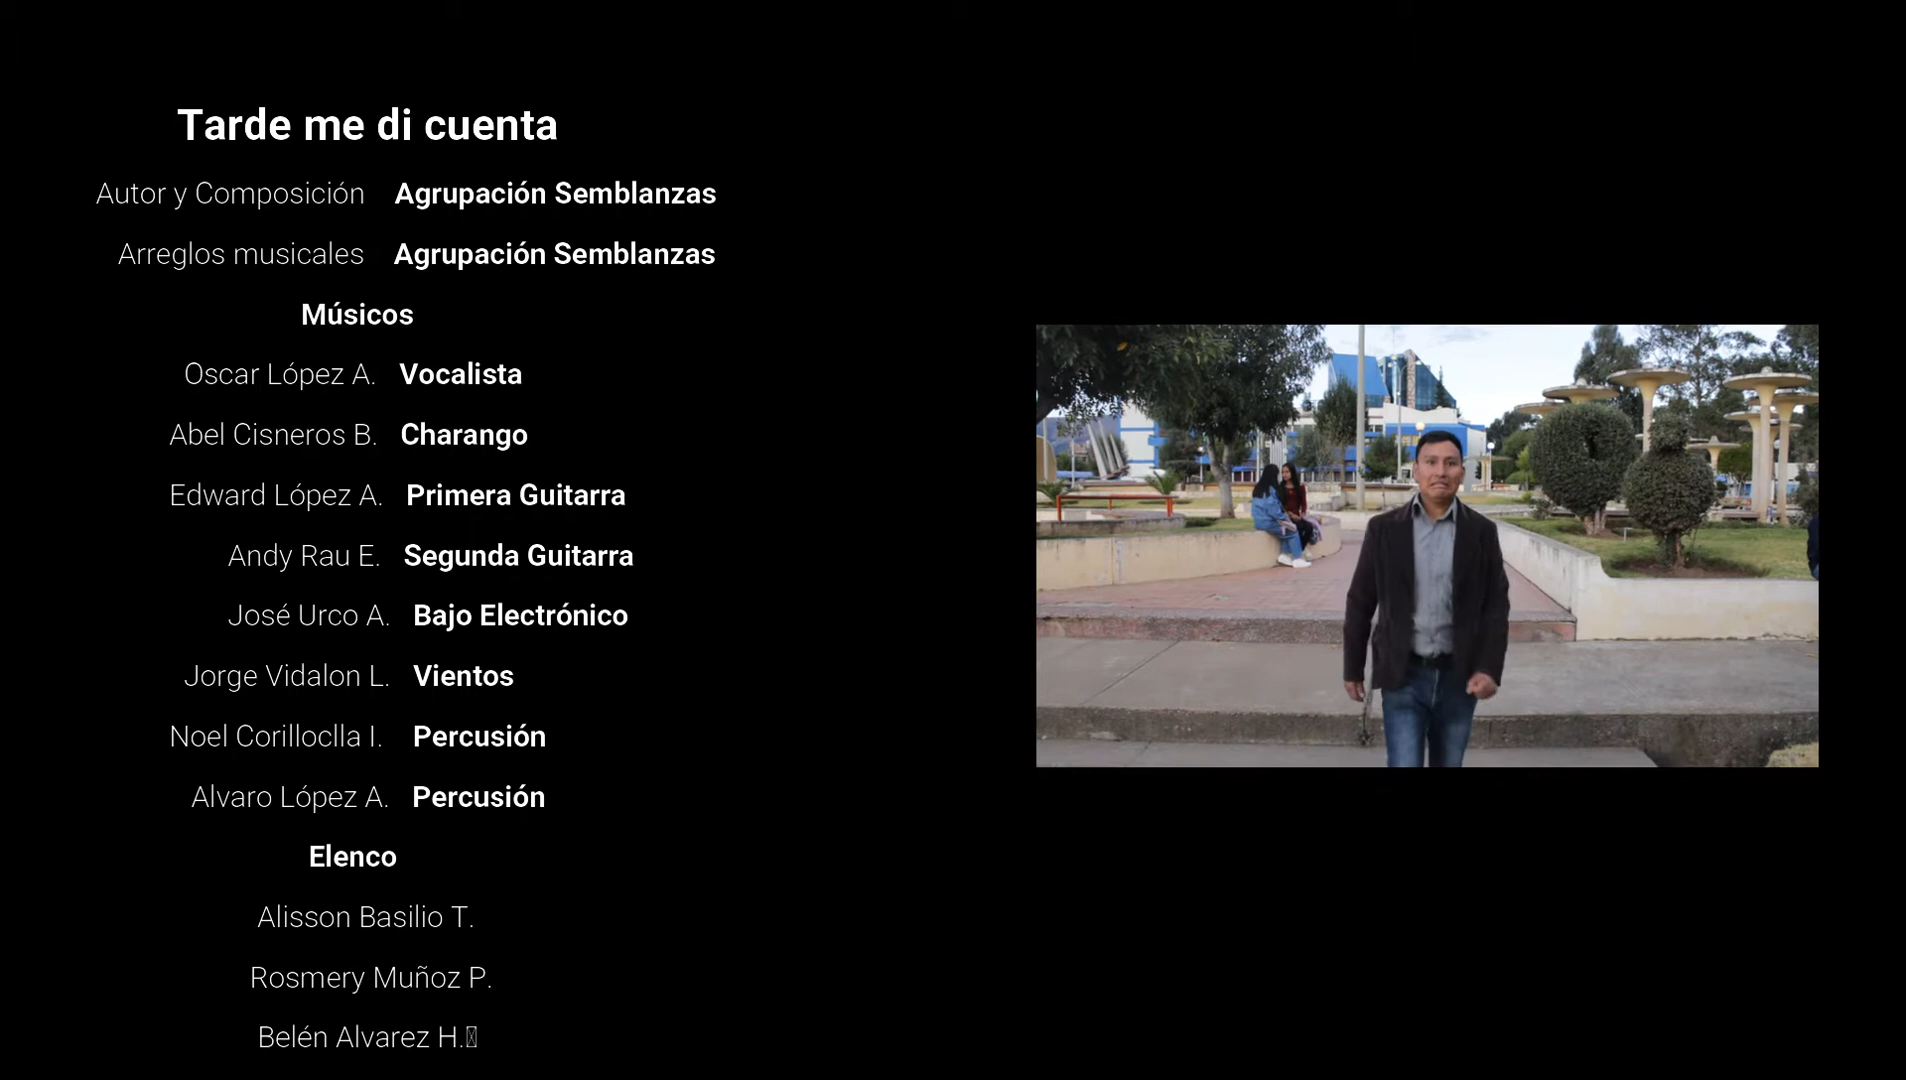 Tarde me di cuenta
Autor y Composición Agrupación Semblanzas
Arreglos musicales Agrupación Semblanzas
Músicos
Oscar López A. Vocalista
Abel Cisneros B. Charango
Edward López A. Primera Guitarra
Andy Rau E. Segunda Guitarra
José Urco A. Bajo Electrónico
Jorge Vidalon L. Vientos
Noel Corilloclla I. Percusión
Alvaro López A. Percusión
Elenco
Alisson Basilio T.
Rosmery Muñoz P.
Belén Alvarez H.